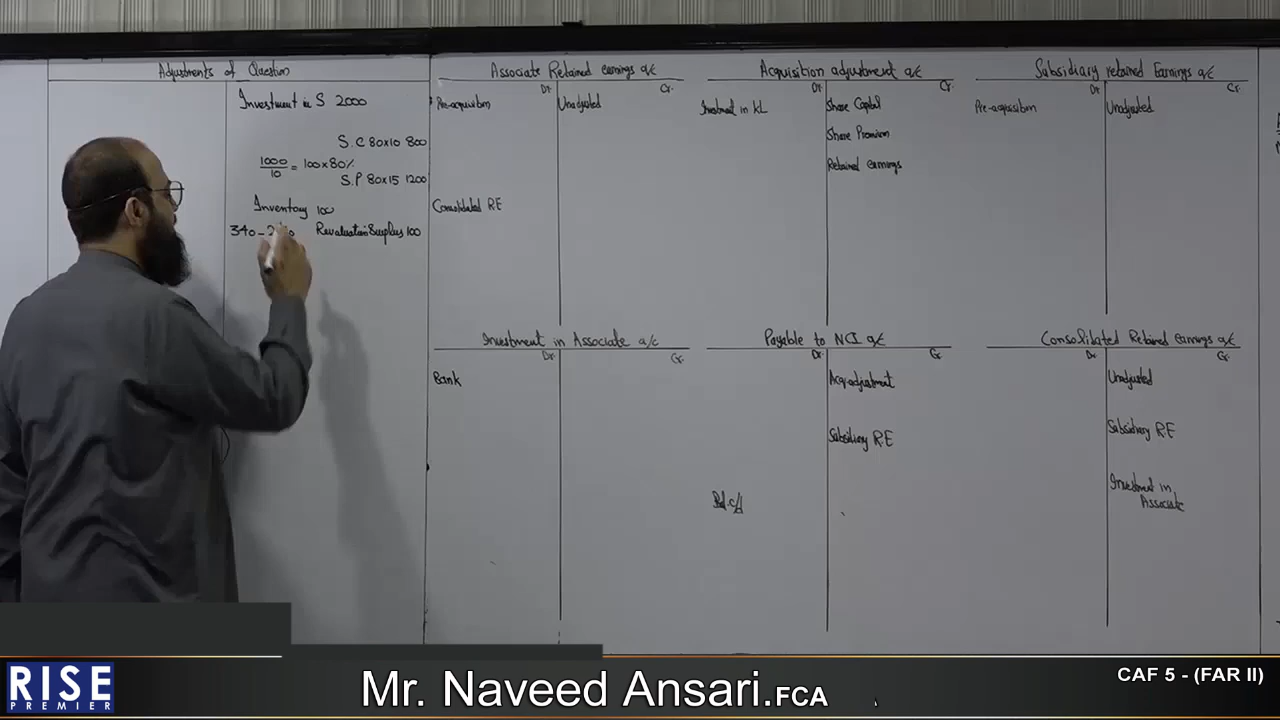 Adjustments of Question
Investment in S 2000
S.C 80x10 800
1000/10 = 100x80%
S.P 80x15 1200
Inventory 100
340-2 Revaluation Surplus 100
Associate Retained earnings a/c
Dr. Cr.
Pre-acquisition Unadjusted
Consolidated RE
Acquisition adjustment a/c
Dr. Cr.
Investment in KL Share Capital
Share Premium
Retained earnings
Subsidiary retained Earnings a/c
Dr. Cr.
Pre-acquisition Unadjusted
Investment in Associate a/c
Dr. Cr.
Bank
Payable to NCI a/c
Dr. Cr.
Acq-adjustment
Subsidiary R.E
Bal c/d
Consolidated Retained earnings a/c
Dr. Cr.
Unadjusted
Subsidiary R.E
Investment in
Associate
RISE
PREMIER
Mr. Naveed Ansari.FCA
CAF 5 - (FAR II)